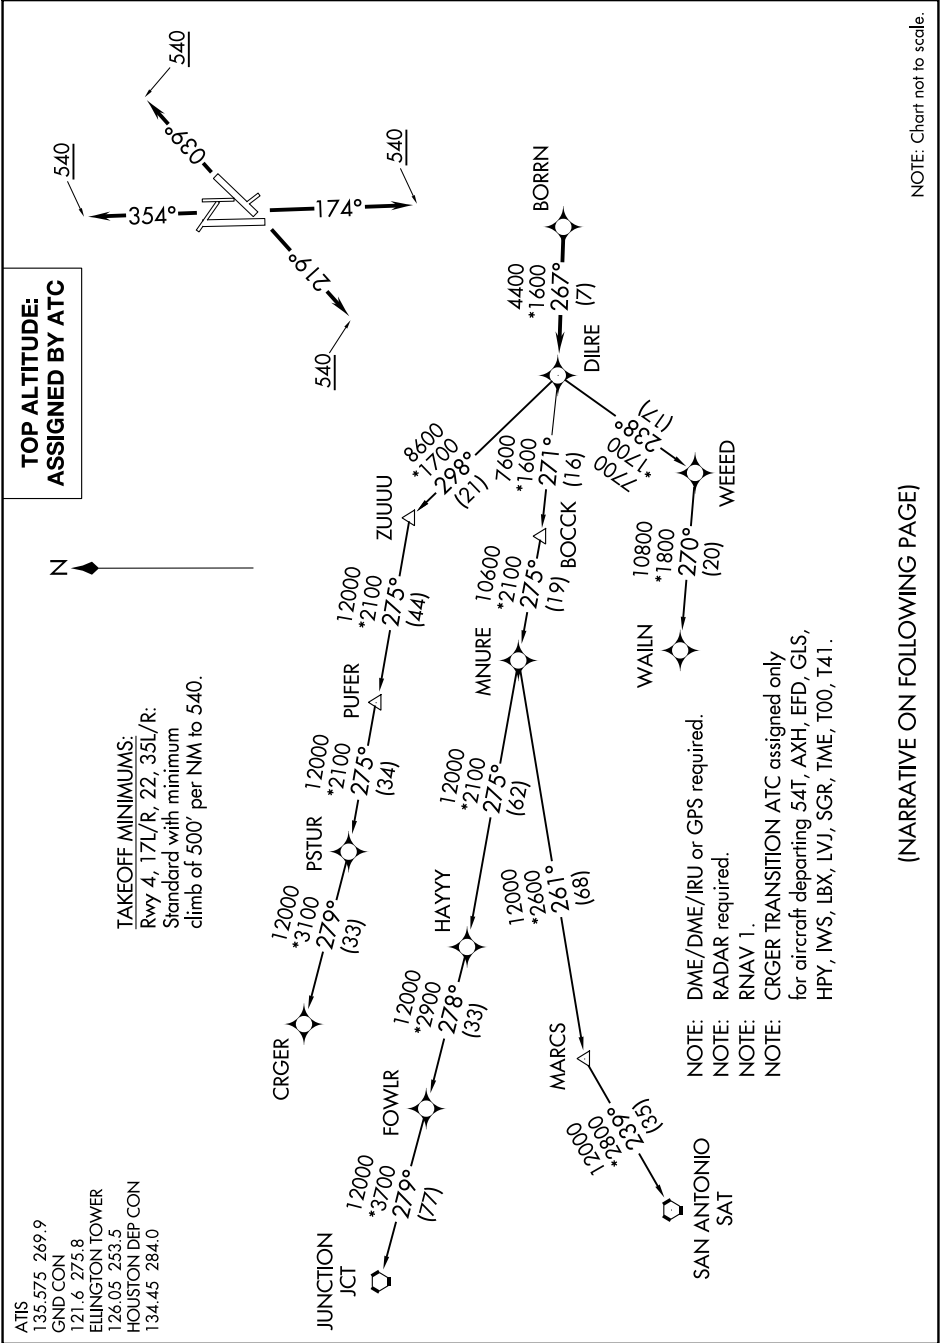 ATIS
135.575 269.9
GND CON
121.6 275.8
ELLINGTON TOWER
126.05 253.5
HOUSTON DEP CON
134.45 284.0
TAKEOFF MINIMUMS:
Rwy 4, 17L/R, 22, 35L/R:
Standard with minimum
climb of 500' per NM to 540.
N
TOP ALTITUDE:
ASSIGNED BY ATC
540
354°
540
039°
540
174°
540
219°
BORRN
4400
*1600
267°
(7)
DILRE
8600
*1700
298°
(21)
ZUUUU
12000
*2100
275°
(44)
PUFER
12000
*2100
275°
(34)
PSTUR
12000
*3100
279°
(33)
CRGER
7600
*1600
271°
(16)
BOCCK
10600
*2100
275°
(19)
MNURE
12000
*2100
275°
(62)
HAYYY
12000
*2900
278°
(33)
FOWLR
12000
*3700
279°
(77)
JUNCTION
JCT
12000
*2600
261°
(68)
MARCS
12000
*2800
239°
(35)
SAN ANTONIO
SAT
7700
*1700
238°
(17)
WEEED
10800
*1800
270°
(20)
WAILN
NOTE: DME/DME/IRU or GPS required.
NOTE: RADAR required.
NOTE: RNAV 1.
NOTE: CRGER TRANSITION ATC assigned only
for aircraft departing 54T, AXH, EFD, GLS,
HPY, IWS, LBX, LVJ, SGR, TME, T00, T41.
(NARRATIVE ON FOLLOWING PAGE)
NOTE: Chart not to scale.